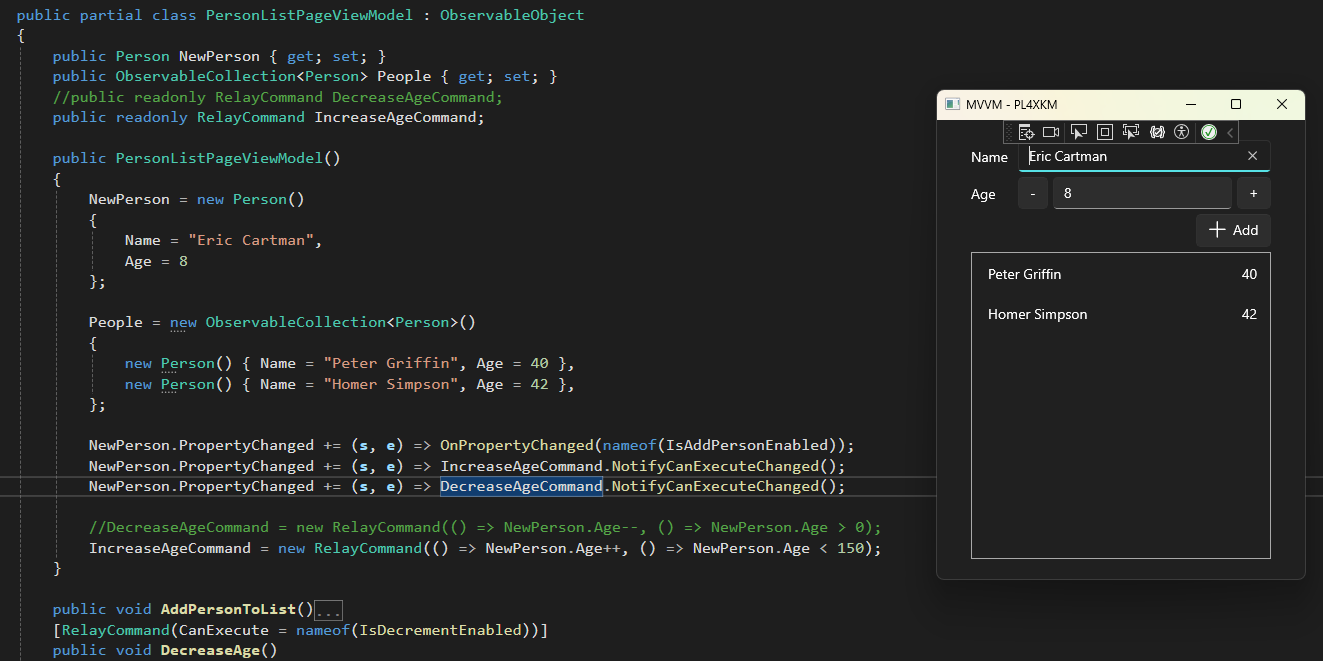 public partial class PersonListPageViewModel : ObservableObject
{
    public Person NewPerson { get; set; }
    public ObservableCollection<Person> People { get; set; }
    //public readonly RelayCommand DecreaseAgeCommand;
    public readonly RelayCommand IncreaseAgeCommand;

    public PersonListPageViewModel()
    {
        NewPerson = new Person()
        {
            Name = "Eric Cartman",
            Age = 8
        };

        People = new ObservableCollection<Person>()
        {
            new Person() { Name = "Peter Griffin", Age = 40 },
            new Person() { Name = "Homer Simpson", Age = 42 },
        };

        NewPerson.PropertyChanged += (s, e) => OnPropertyChanged(nameof(IsAddPersonEnabled));
        NewPerson.PropertyChanged += (s, e) => IncreaseAgeCommand.NotifyCanExecuteChanged();
        NewPerson.PropertyChanged += (s, e) => DecreaseAgeCommand.NotifyCanExecuteChanged();

        //DecreaseAgeCommand = new RelayCommand(() => NewPerson.Age--, () => NewPerson.Age > 0);
        IncreaseAgeCommand = new RelayCommand(() => NewPerson.Age++, () => NewPerson.Age < 150);
    }

    public void AddPersonToList()...
    [RelayCommand(CanExecute = nameof(IsDecrementEnabled))]
    public void DecreaseAge()
MVVM - PL4XKM
Name Eric Cartman
Age - 8 +
Add
Peter Griffin 40
Homer Simpson 42